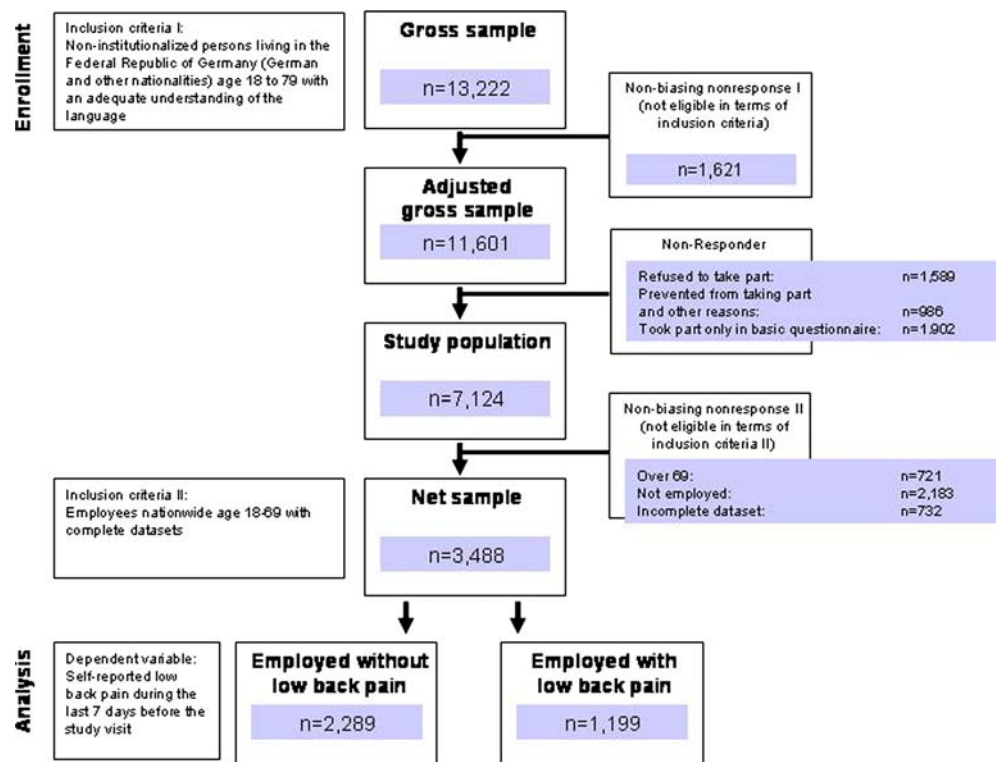 Enrollment
Inclusion criteria I:
Non-institutionalized persons living in the
Federal Republic of Germany (German
and other nationalities) age 18 to 79 with
an adequate understanding of the
language
Gross sample
n=13,222
Non-biasing nonresponse I
(not eligible in terms of
inclusion criteria)
n=1,621
Adjusted
gross sample
n=11,601
Non-Responder
Refused to take part: n=1,589
Prevented from taking part
and other reasons: n=986
Took part only in basic questionnaire: n=1.902
Study population
n=7,124
Non-biasing nonresponse II
(not eligible in terms of
inclusion criteria II)
Over 69: n=721
Not employed: n=2,183
Incomplete dataset: n=732
Inclusion criteria II:
Employees nationwide age 18-69 with
complete datasets
Net sample
n=3,488
Analysis
Dependent variable:
Self-reported low
back pain during the
last 7 days before the
study visit
Employed without
low back pain
n=2,289
Employed with
low back pain
n=1,199